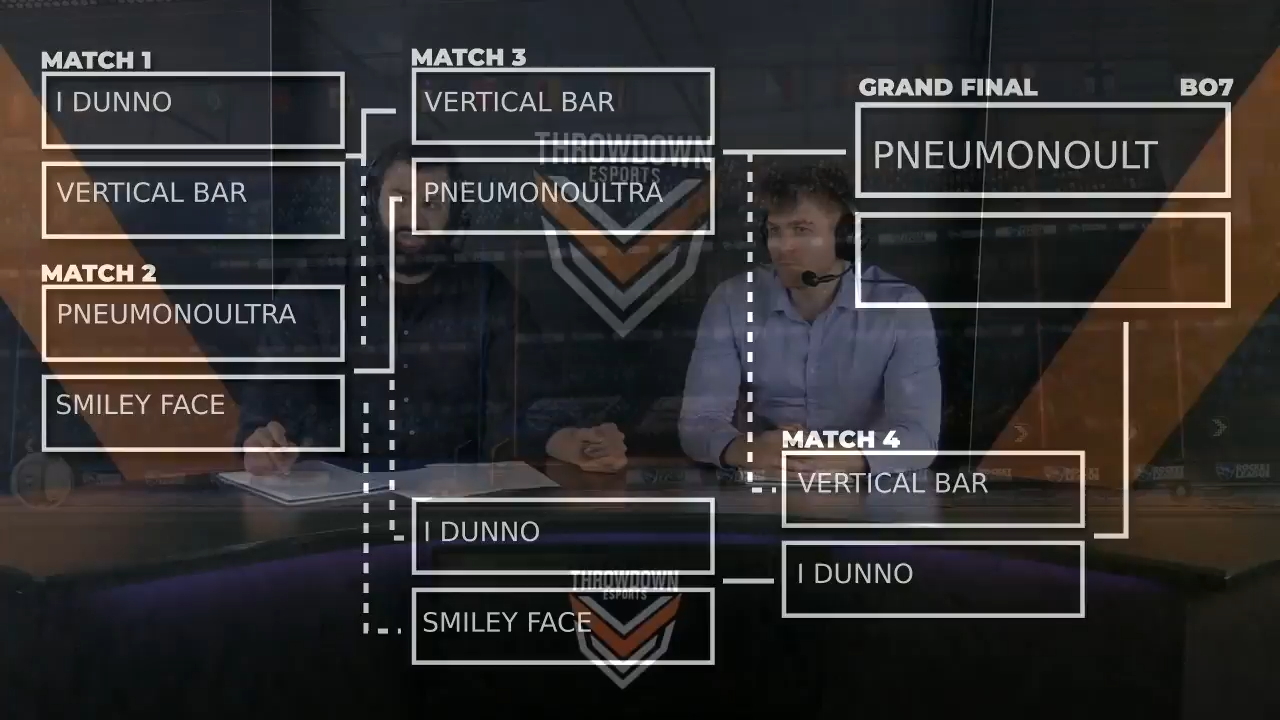 MATCH 1
I DUNNO
VERTICAL BAR
MATCH 2
PNEUMONOULTRA
SMILEY FACE
MATCH 3
VERTICAL BAR
PNEUMONOULTRA
THROWDOWN
ESPORTS
I DUNNO
SMILEY FACE
THROWDOWN
ESPORTS
MATCH 4
VERTICAL BAR
I DUNNO
GRAND FINAL BO7
PNEUMONOULT